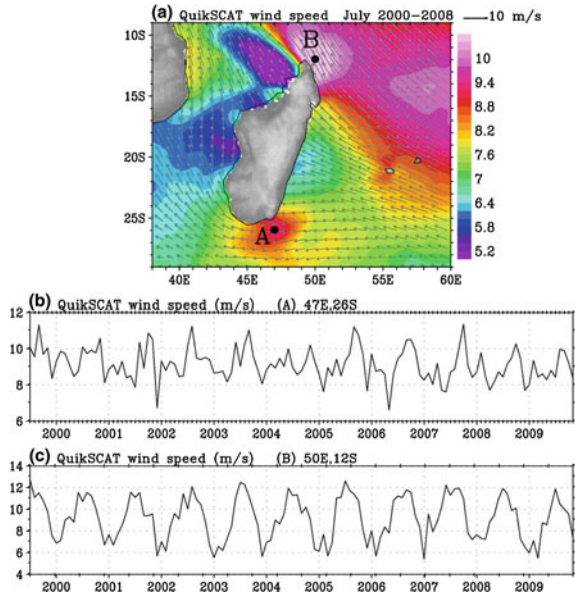 (a) QuikSCAT wind speed July 2000-2008 10 m/s
B
A
10S
15S
20S
25S
40E 45E 50E 55E 60E
10
9.4
8.8
8.2
7.6
7
6.4
5.8
5.2
(b) QuikSCAT wind speed (m/s) (A) 47E,26S
12
10
8
6
2000 2001 2002 2003 2004 2005 2006 2007 2008 2009
(c) QuikSCAT wind speed (m/s) (B) 50E,12S
14
12
10
8
6
4
2000 2001 2002 2003 2004 2005 2006 2007 2008 2009